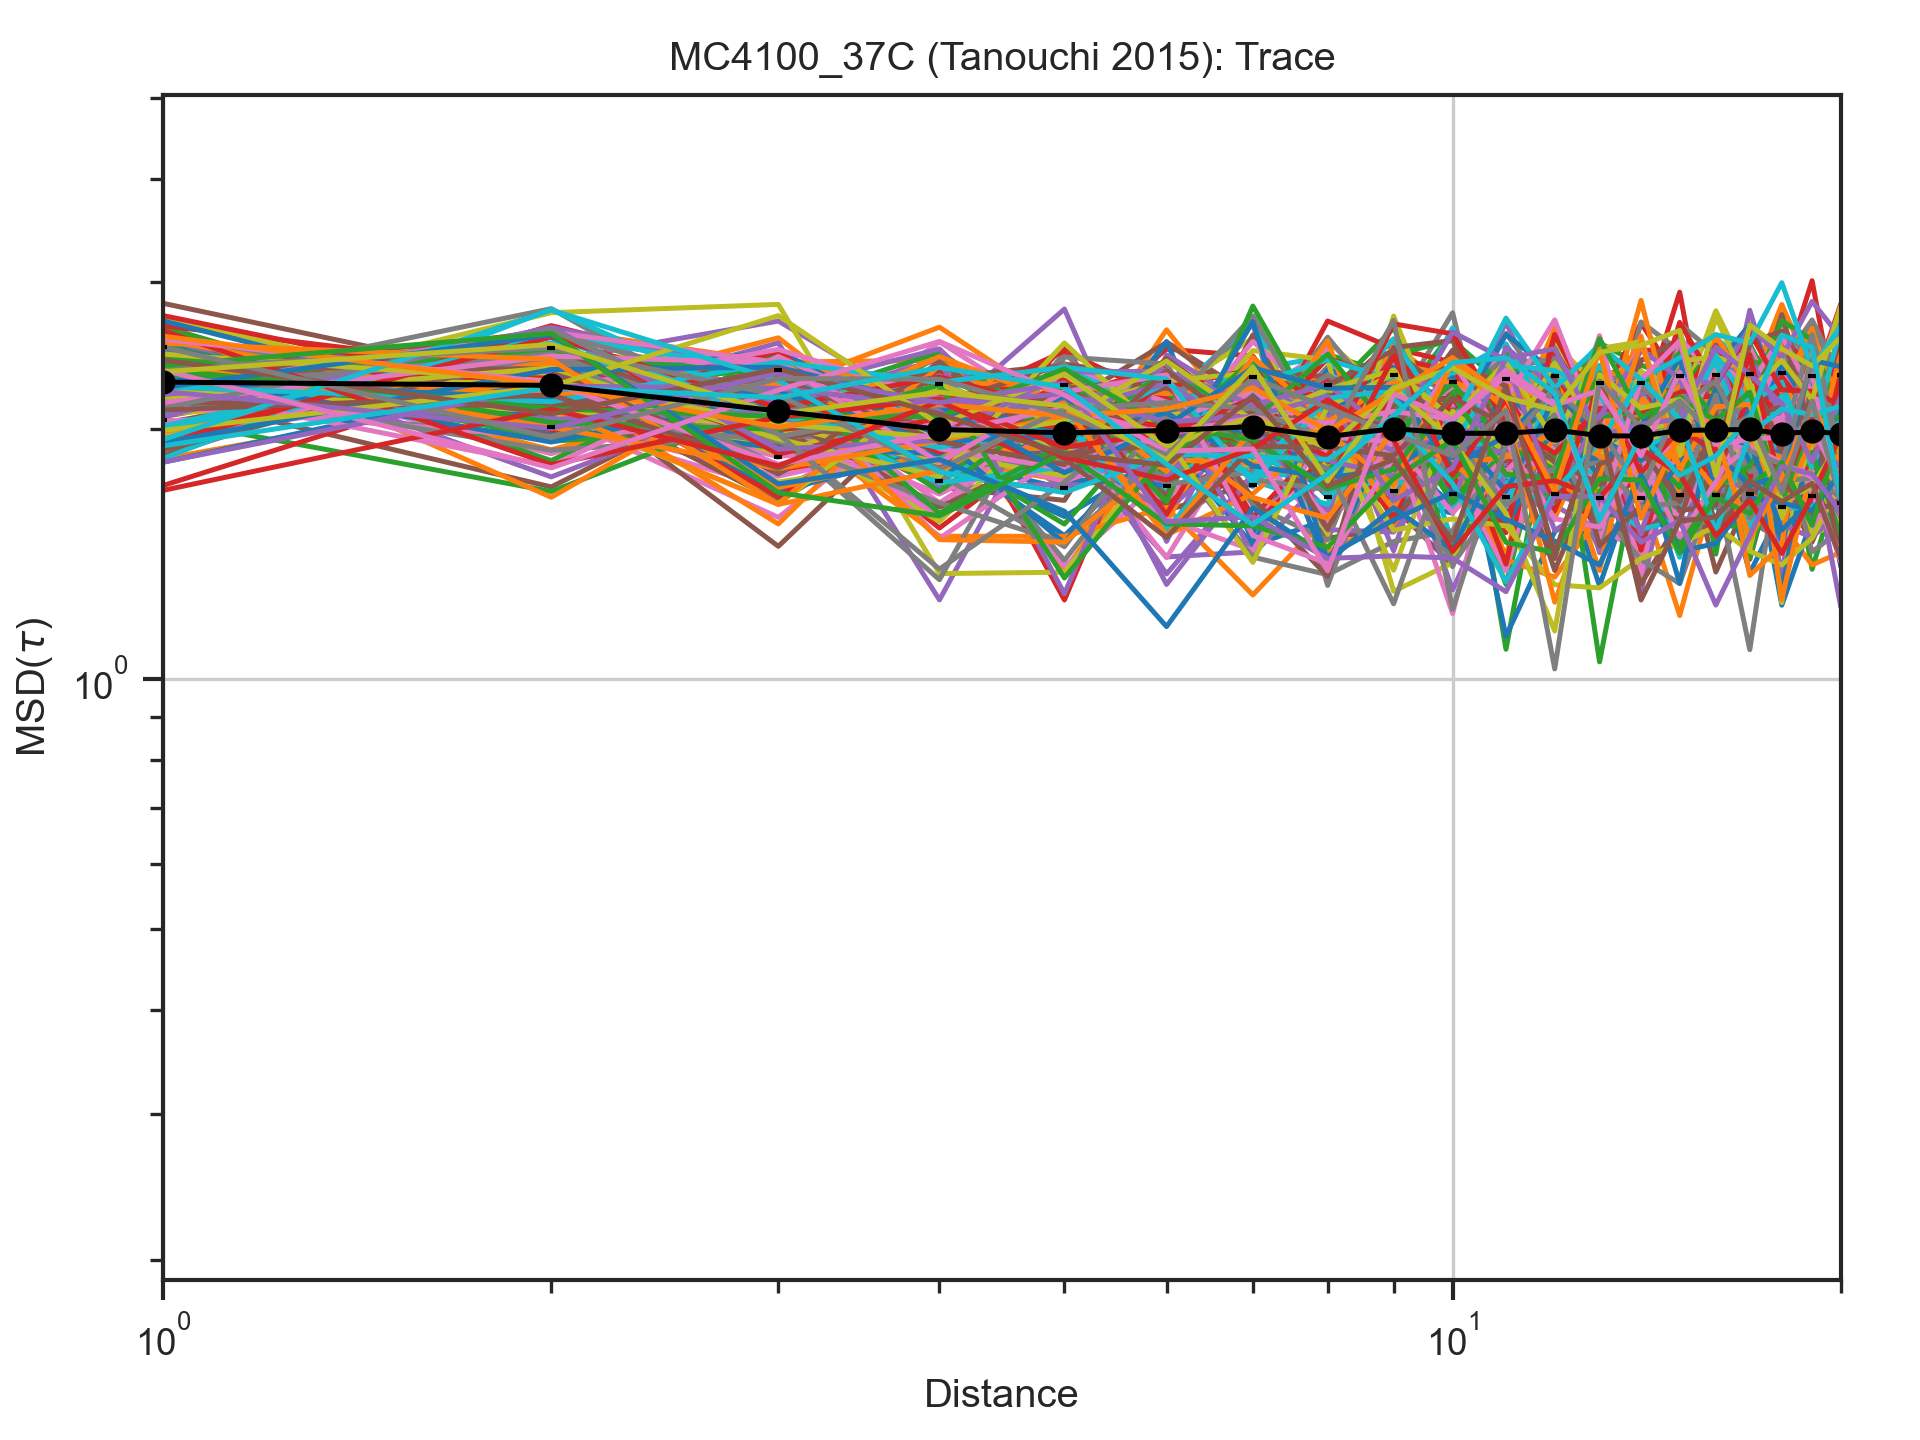 MC4100_37C (Tanouchi 2015): Trace
MSD(τ)
10⁰
10⁰
10¹
Distance